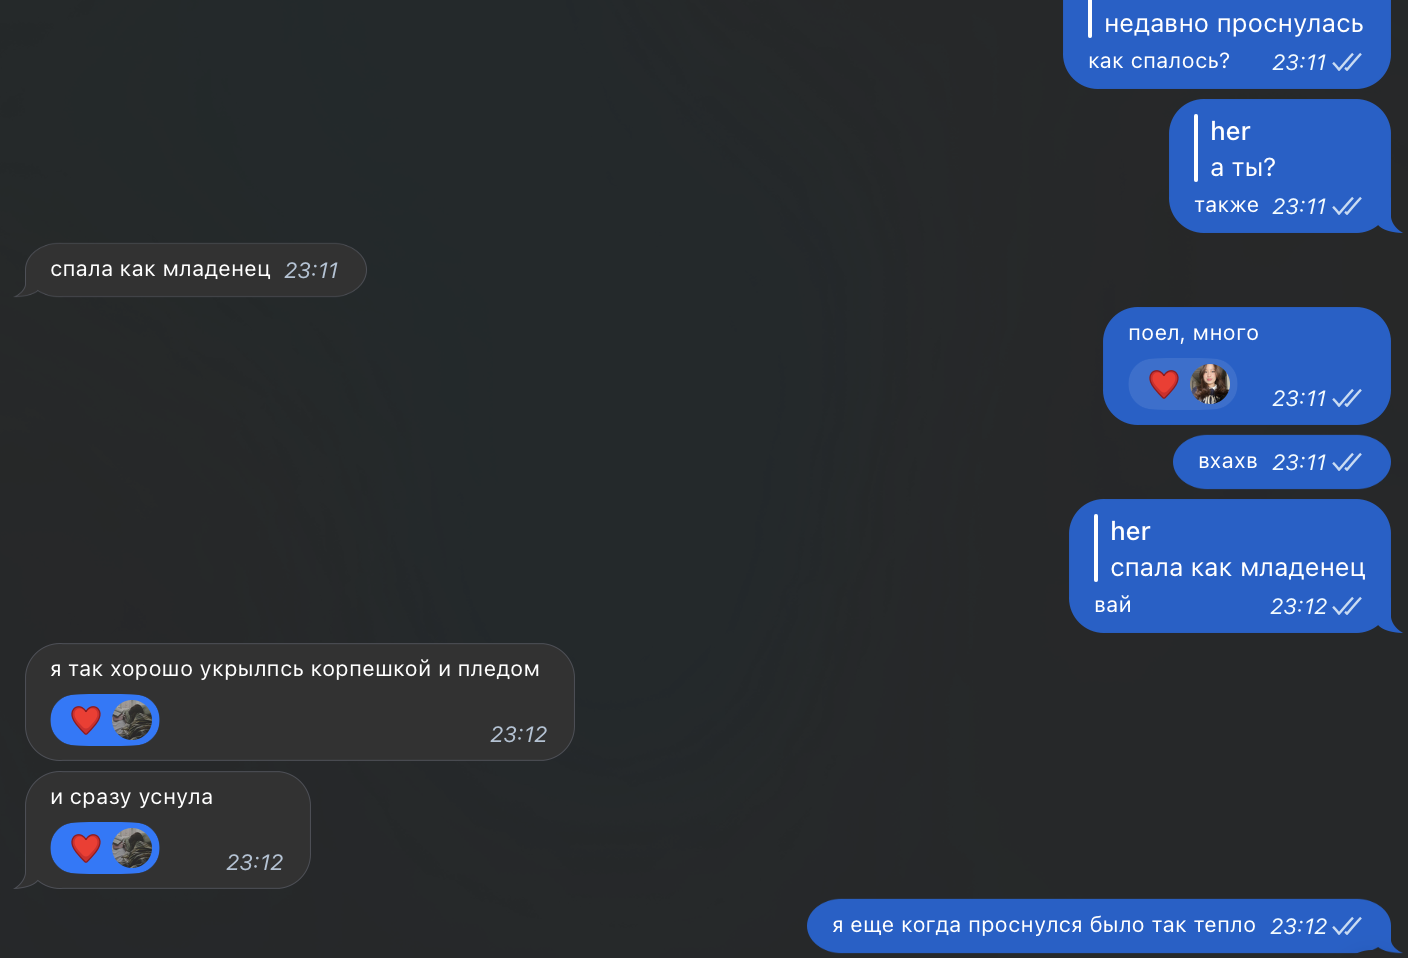 недавно проснулась
как спалось? 23:11
her
а ты?
также 23:11
спала как младенец 23:11
поел, много
23:11
вхахв 23:11
her
спала как младенец
вай 23:12
я так хорошо укрылпсь корпешкой и пледом
23:12
и сразу уснула
23:12
я еще когда проснулся было так тепло 23:12